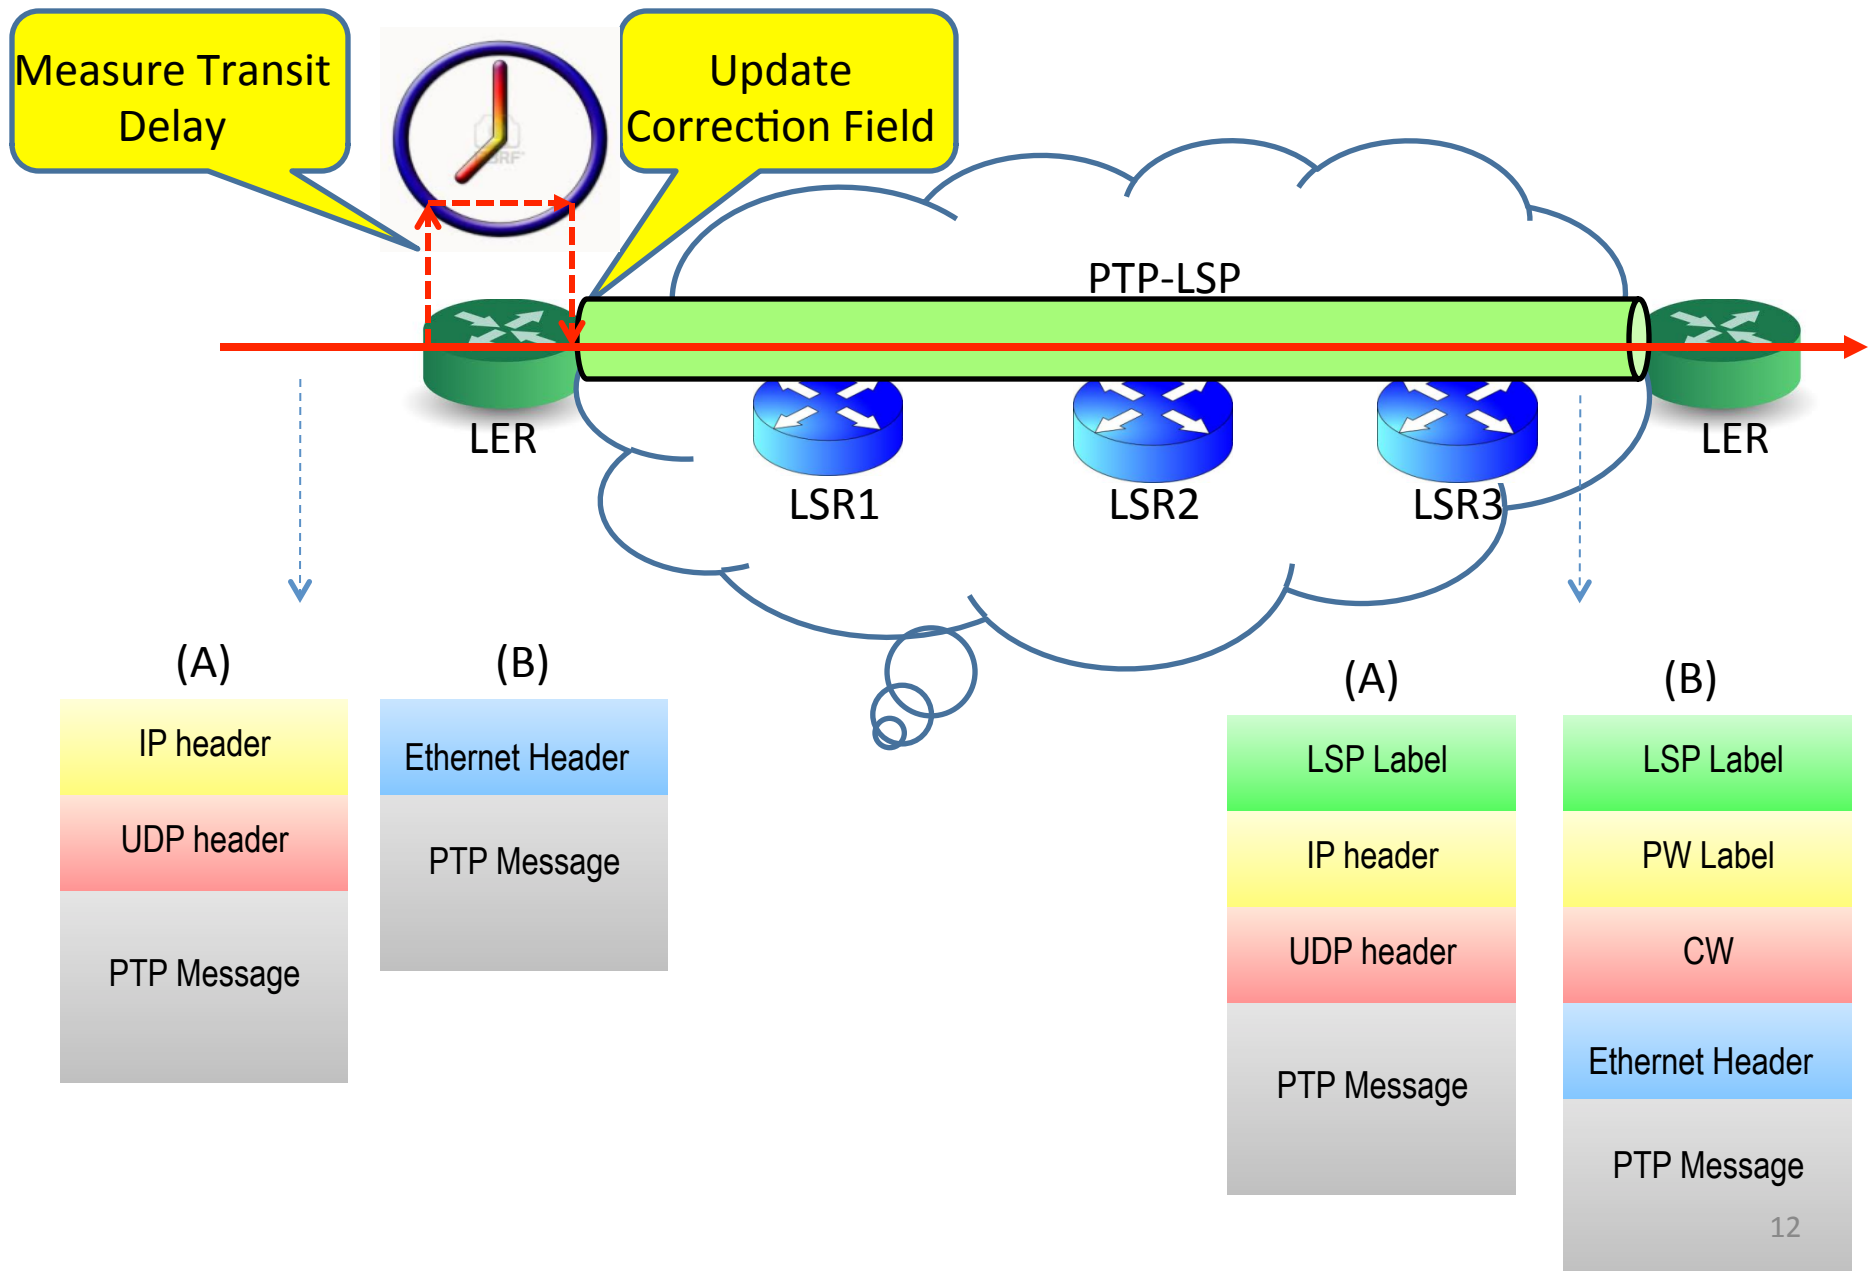 Measure Transit
Delay
Update
Correction Field
PTP-LSP
LER
LSR1
LSR2
LSR3
LER
(A)
IP header
UDP header
PTP Message
(B)
Ethernet Header
PTP Message
(A)
LSP Label
IP header
UDP header
PTP Message
(B)
LSP Label
PW Label
CW
Ethernet Header
PTP Message
12